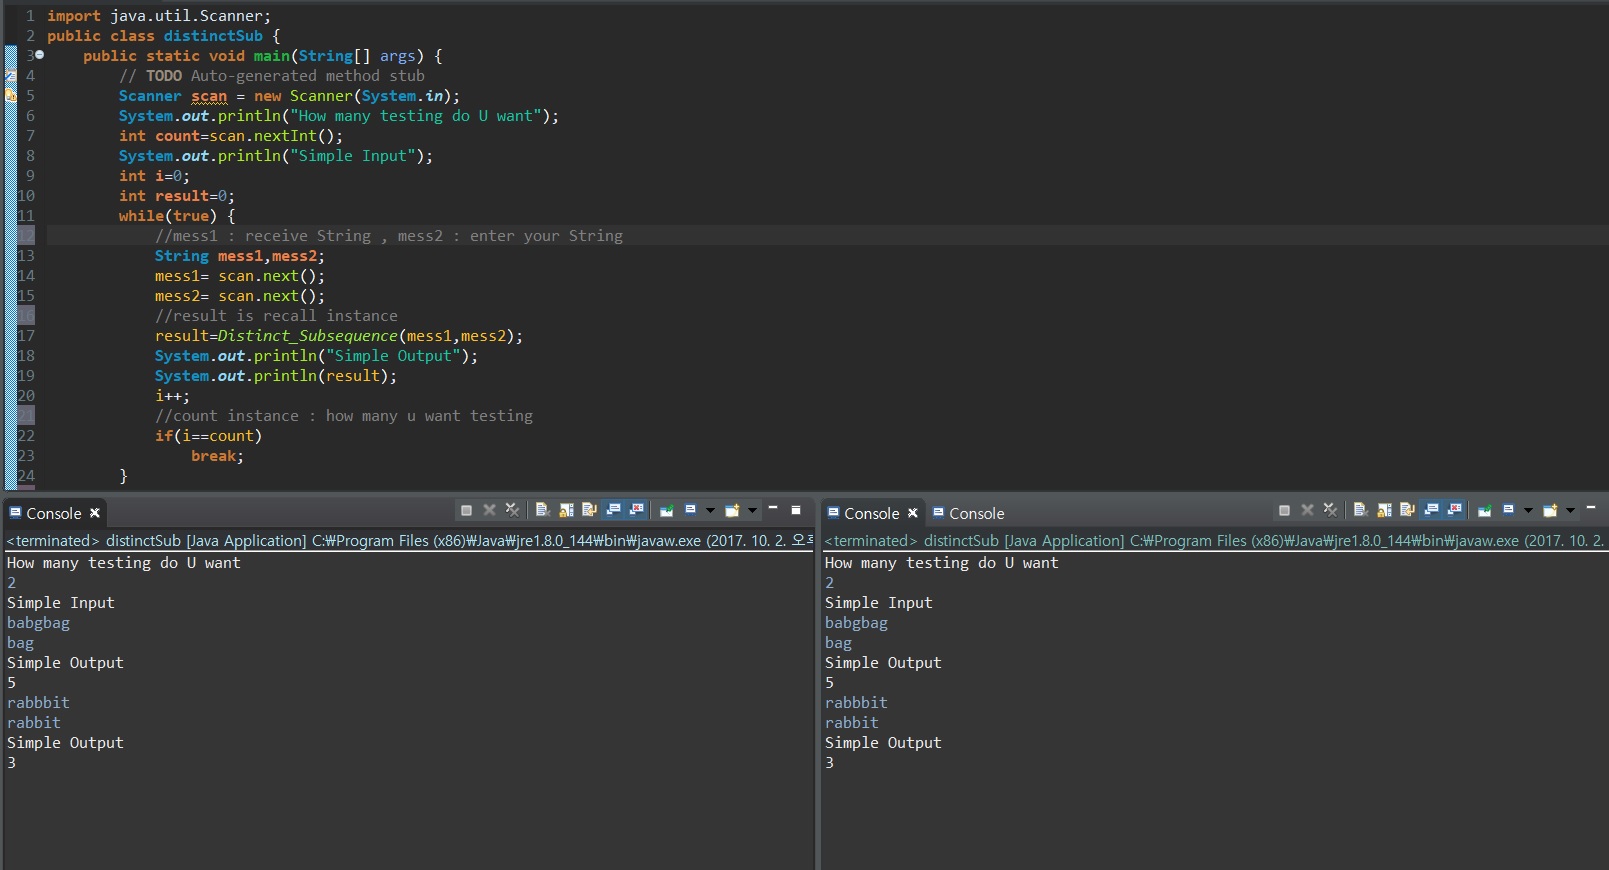 1 import java.util.Scanner;
2 public class distinctSub {
3 public static void main(String[] args) {
4 // TODO Auto-generated method stub
5 Scanner scan = new Scanner(System.in);
6 System.out.println("How many testing do U want");
7 int count=scan.nextInt();
8 System.out.println("Simple Input");
9 int i=0;
10 int result=0;
11 while(true) {
12 //mess1 : receive String , mess2 : enter your String
13 String mess1,mess2;
14 mess1= scan.next();
15 mess2= scan.next();
16 //result is recall instance
17 result=Distinct_Subsequence(mess1,mess2);
18 System.out.println("Simple Output");
19 System.out.println(result);
20 i++;
21 //count instance : how many u want testing
22 if(i==count)
23 break;
24 }
Console
<terminated> distinctSub [Java Application] C:₩Program Files (x86)₩Java₩jre1.8.0_144₩bin₩javaw.exe (2017. 10. 2.
How many testing do U want
2
Simple Input
babgbag
bag
Simple Output
5
rabbbit
rabbit
Simple Output
3
Console Console
<terminated> distinctSub [Java Application] C:₩Program Files (x86)₩Java₩jre1.8.0_144₩bin₩javaw.exe (2017. 10. 2.
How many testing do U want
2
Simple Input
babgbag
bag
Simple Output
5
rabbbit
rabbit
Simple Output
3